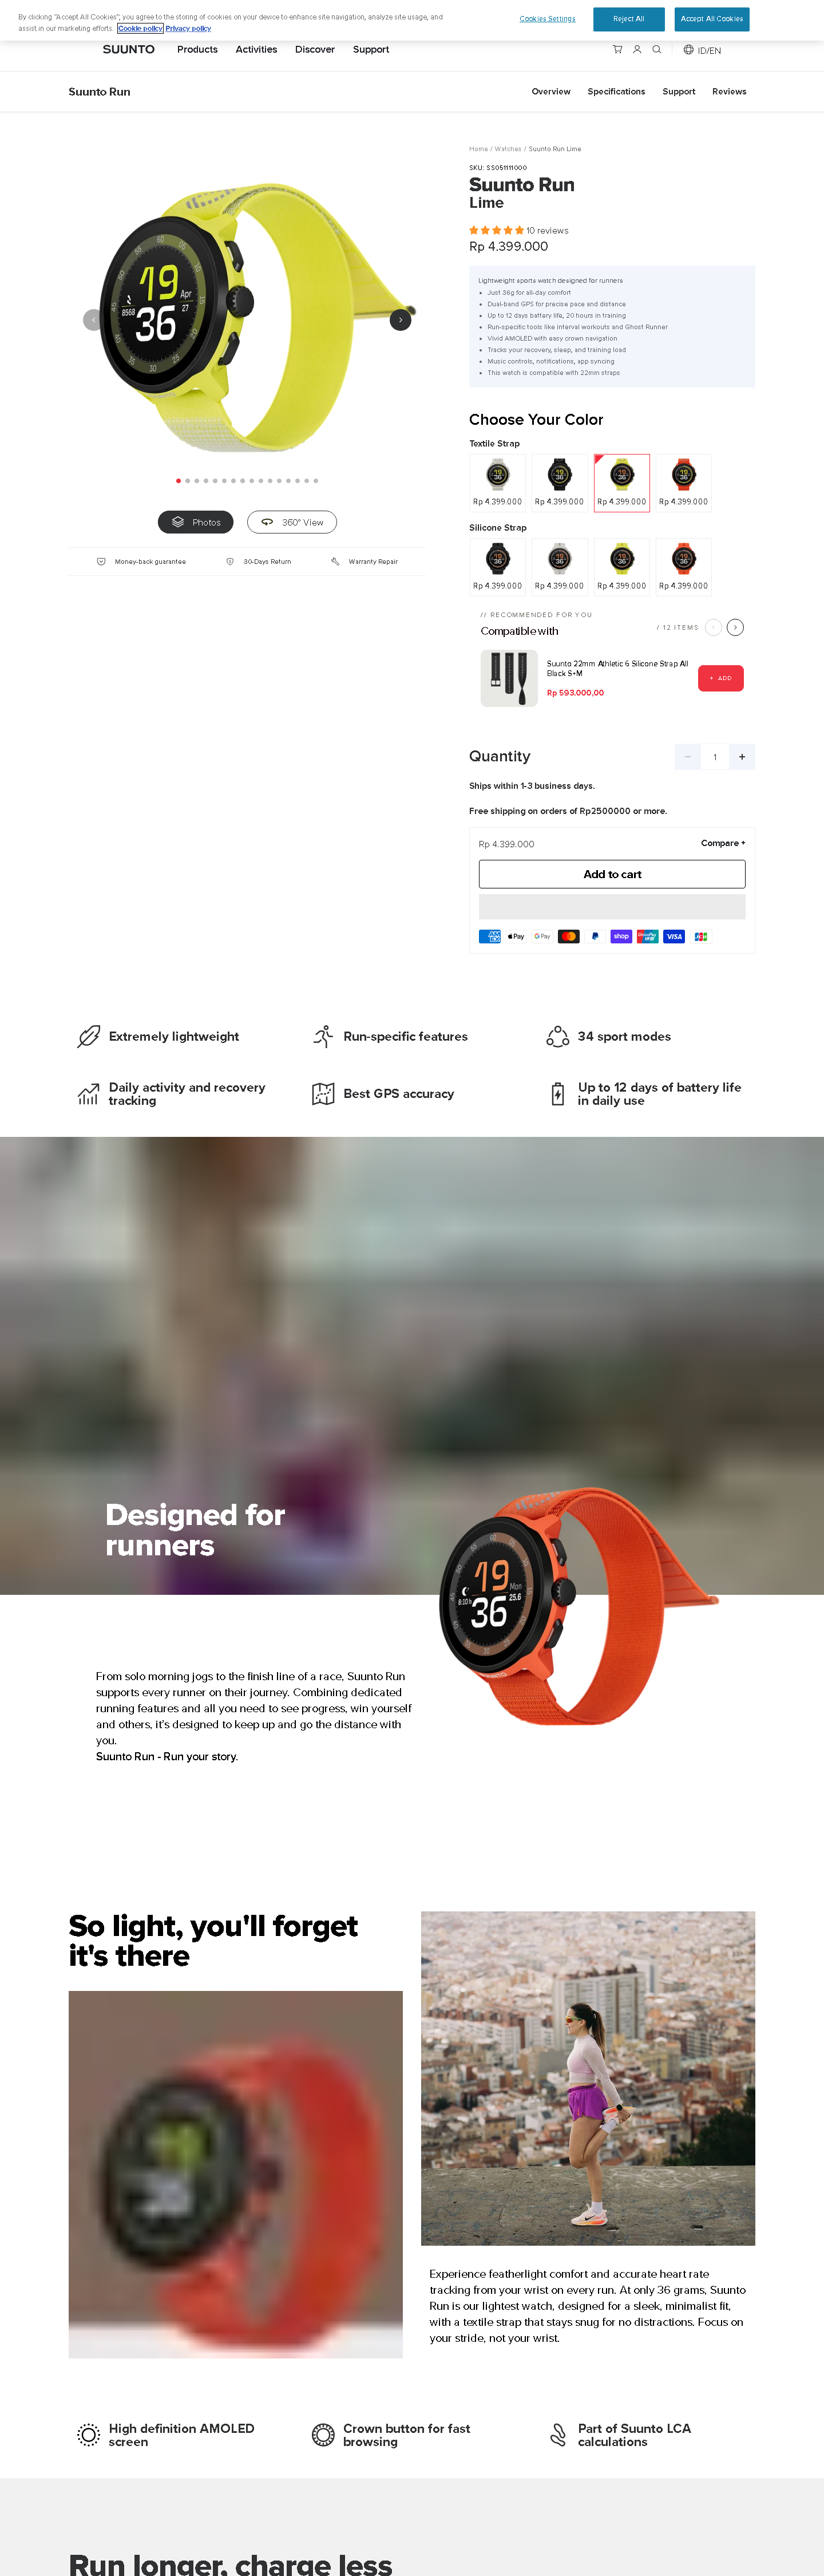 By clicking "Accept All Cookies", you agree to the storing of cookies on your device to enhance site navigation, analyze site usage, and
assist in our marketing efforts. Cookie policy Privacy policy
Cookies Settings
Reject All
Accept All Cookies
SUUNTO
Products
Activities
Discover
Support
ID/EN
Suunto Run
Overview
Specifications
Support
Reviews
Home / Watches / Suunto Run Lime
SKU: SS051111000
Suunto Run
Lime
10 reviews
Rp 4.399.000
Lightweight sports watch designed for runners
• Just 36g for all-day comfort
• Dual-band GPS for precise pace and distance
• Up to 12 days battery life, 20 hours in training
• Run-specific tools like interval workouts and Ghost Runner
• Vivid AMOLED with easy crown navigation
• Tracks your recovery, sleep, and training load
• Music controls, notifications, app syncing
• This watch is compatible with 22mm straps
Photos
360° View
Money-back guarantee
30-Days Return
Warranty Repair
Choose Your Color
Textile Strap
Rp 4.399.000
Rp 4.399.000
Rp 4.399.000
Rp 4.399.000
Silicone Strap
Rp 4.399.000
Rp 4.399.000
Rp 4.399.000
Rp 4.399.000
// RECOMMENDED FOR YOU
Compatible with
/ 12 ITEMS
Suunto 22mm Athletic 6 Silicone Strap All
Black S+M
Rp 593.000,00
+ ADD
Quantity
− 1 +
Ships within 1-3 business days.
Free shipping on orders of Rp2500000 or more.
Rp 4.399.000
Compare +
Add to cart
AMEX
Pay
G Pay
shop
VISA
JCB
Extremely lightweight
Run-specific features
34 sport modes
Daily activity and recovery
tracking
Best GPS accuracy
Up to 12 days of battery life
in daily use
Designed for
runners
From solo morning jogs to the finish line of a race, Suunto Run
supports every runner on their journey. Combining dedicated
running features and all you need to see progress, win yourself
and others, it's designed to keep up and go the distance with
you.
Suunto Run - Run your story.
So light, you'll forget
it's there
Experience featherlight comfort and accurate heart rate
tracking from your wrist on every run. At only 36 grams, Suunto
Run is our lightest watch, designed for a sleek, minimalist fit,
with a textile strap that stays snug for no distractions. Focus on
your stride, not your wrist.
High definition AMOLED
screen
Crown button for fast
browsing
Part of Suunto LCA
calculations
Run longer, charge less